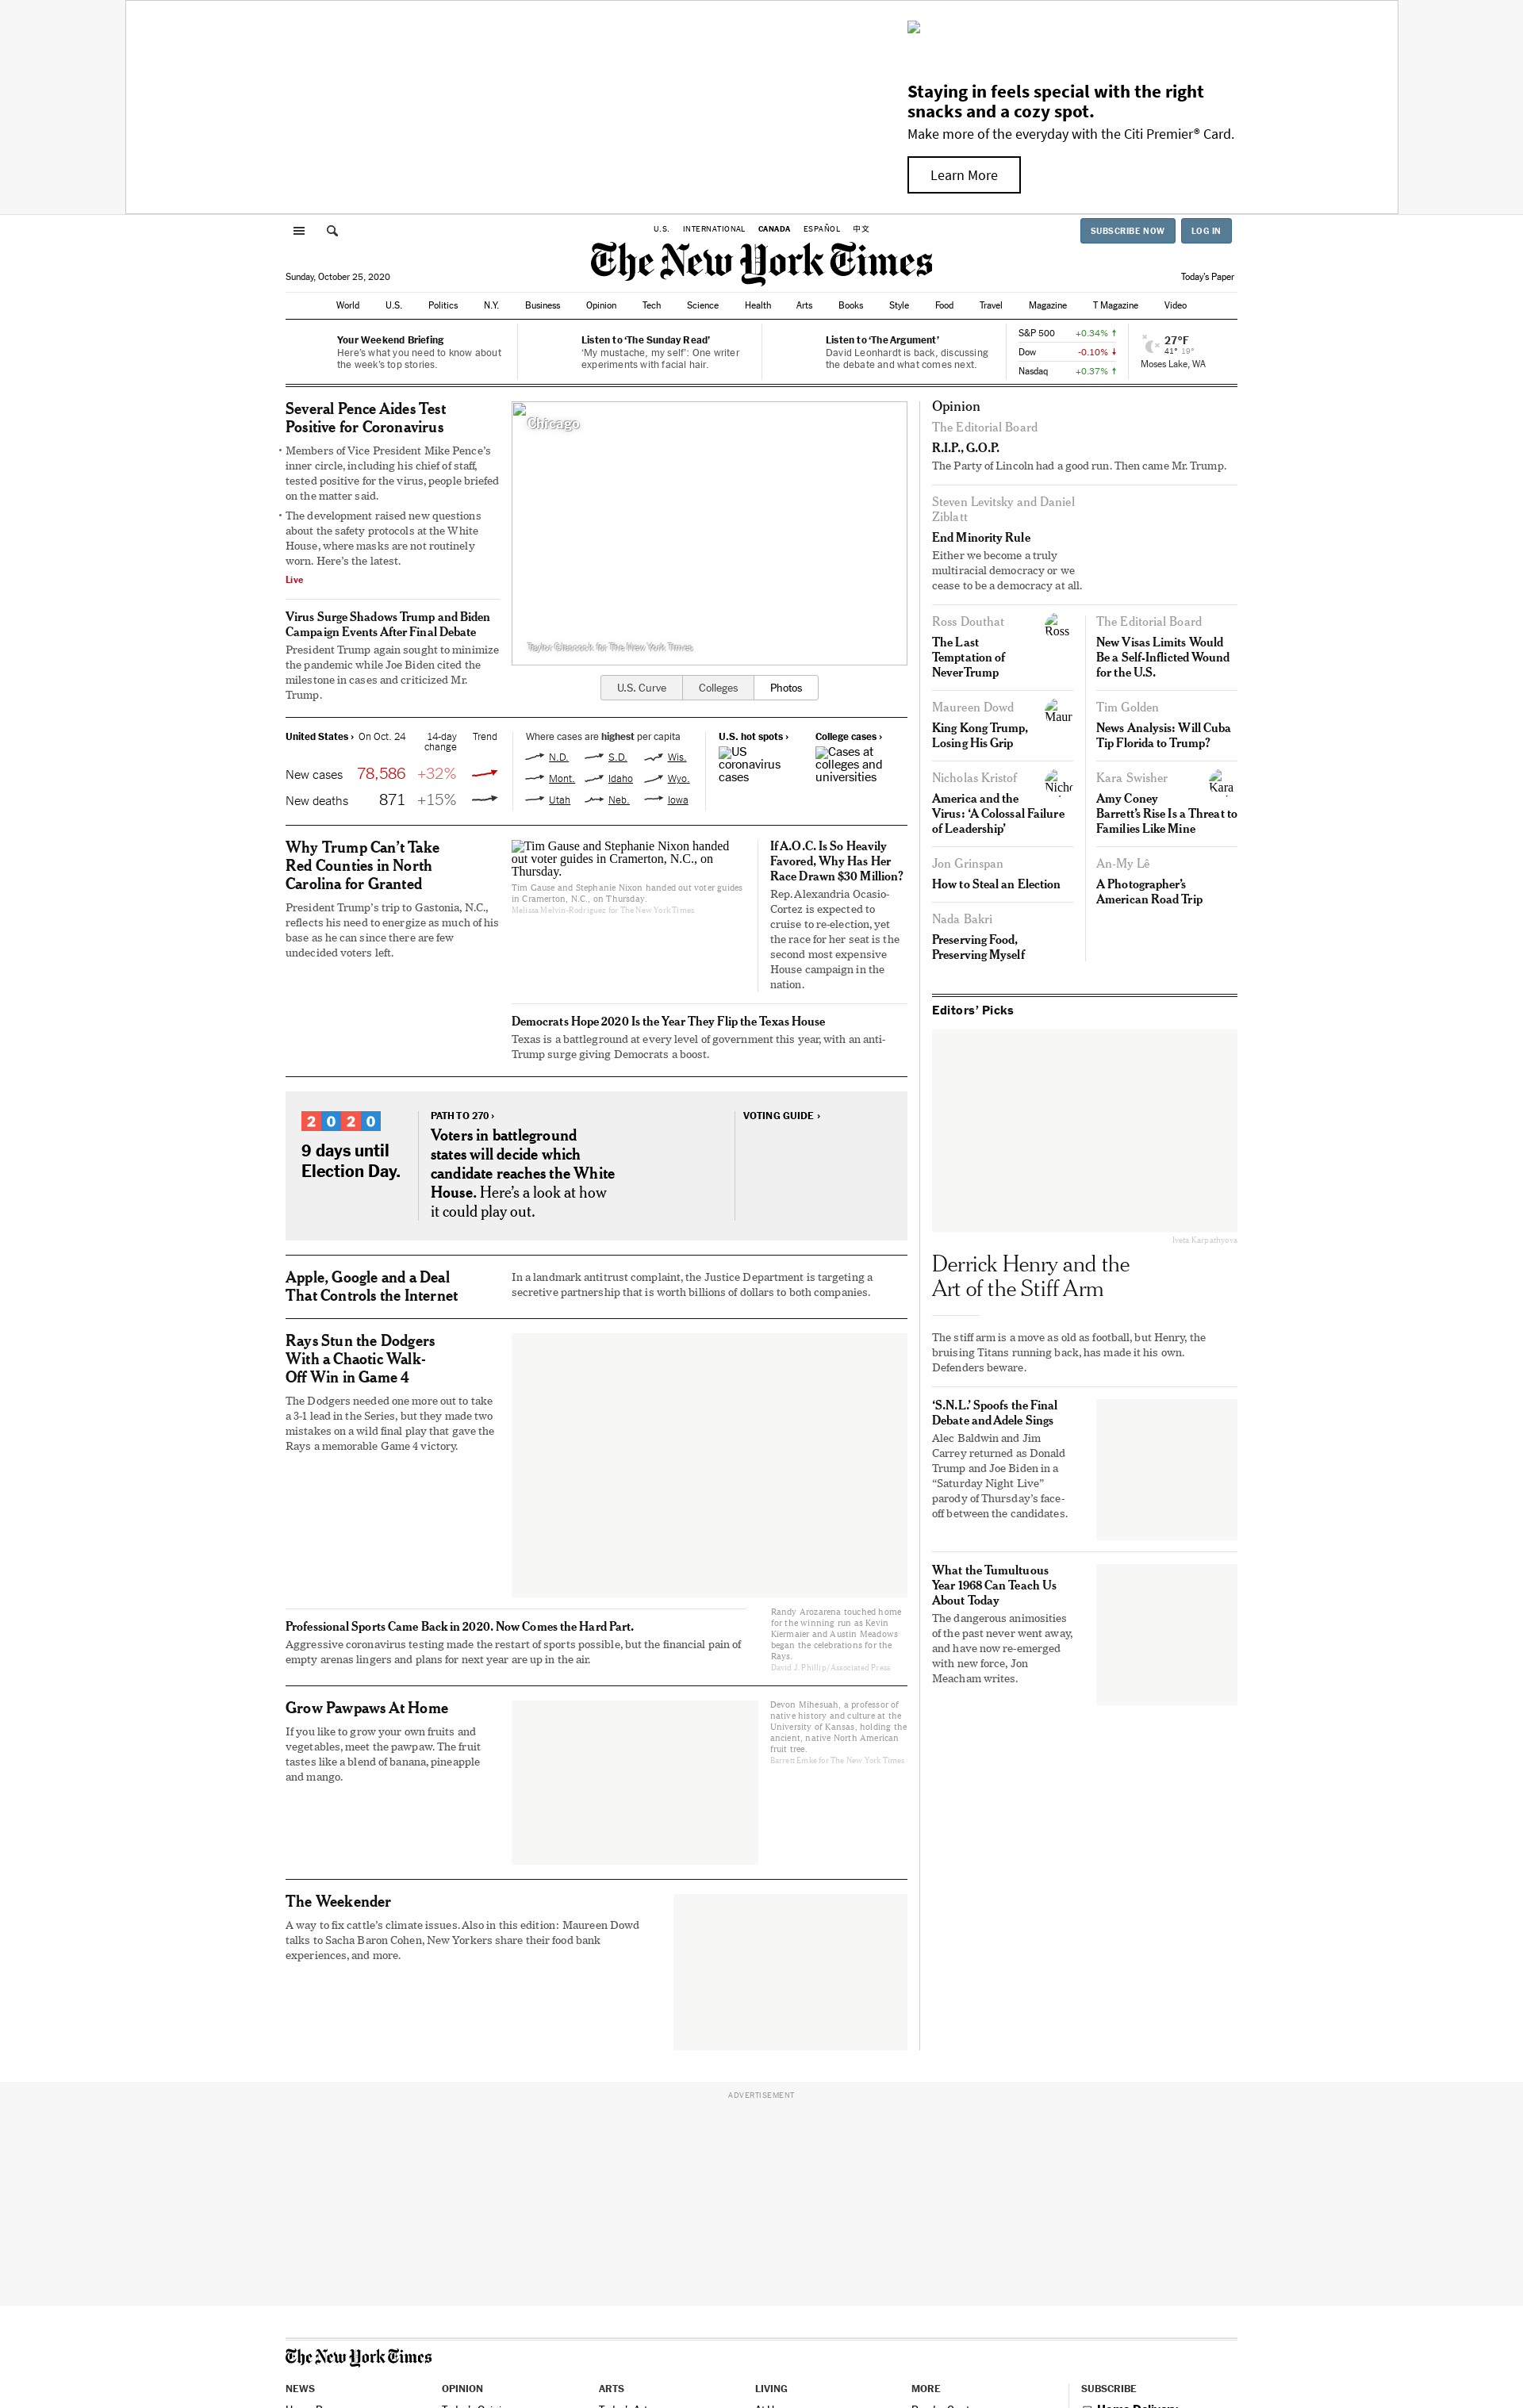 Staying in feels special with the right
snacks and a cozy spot.
Make more of the everyday with the Citi Premier® Card.
Learn More
U.S. INTERNATIONAL CANADA ESPAÑOL 中文
SUBSCRIBE NOW LOG IN
The New York Times
Sunday, October 25, 2020
Today's Paper
World U.S. Politics N.Y. Business Opinion Tech Science Health Arts Books Style Food Travel Magazine T Magazine Video
Your Weekend Briefing
Here's what you need to know about
the week's top stories.
Listen to 'The Sunday Read'
'My mustache, my self': One writer
experiments with facial hair.
Listen to 'The Argument'
David Leonhardt is back, discussing
the debate and what comes next.
S&P 500 +0.34% ↑
Dow -0.10% ↓
Nasdaq +0.37% ↑
27°F
41° 19°
Moses Lake, WA
Several Pence Aides Test
Positive for Coronavirus
• Members of Vice President Mike Pence's
inner circle, including his chief of staff,
tested positive for the virus, people briefed
on the matter said.
• The development raised new questions
about the safety protocols at the White
House, where masks are not routinely
worn. Here's the latest.
Live
Virus Surge Shadows Trump and Biden
Campaign Events After Final Debate
President Trump again sought to minimize
the pandemic while Joe Biden cited the
milestone in cases and criticized Mr.
Trump.
Chicago
Taylor Glascock for The New York Times
U.S. Curve Colleges Photos
United States › On Oct. 24 14-day
change Trend
New cases 78,586 +32%
New deaths 871 +15%
Where cases are highest per capita
N.D. S.D. Wis.
Mont. Idaho Wyo.
Utah Neb. Iowa
U.S. hot spots ›
US
coronavirus
cases
College cases ›
Cases at
colleges and
universities
Why Trump Can't Take
Red Counties in North
Carolina for Granted
President Trump's trip to Gastonia, N.C.,
reflects his need to energize as much of his
base as he can since there are few
undecided voters left.
Tim Gause and Stephanie Nixon handed
out voter guides in Cramerton, N.C., on
Thursday.
Tim Gause and Stephanie Nixon handed out voter guides
in Cramerton, N.C., on Thursday.
Melissa Melvin-Rodriguez for The New York Times
If A.O.C. Is So Heavily
Favored, Why Has Her
Race Drawn $30 Million?
Rep. Alexandria Ocasio-
Cortez is expected to
cruise to re-election, yet
the race for her seat is the
second most expensive
House campaign in the
nation.
Democrats Hope 2020 Is the Year They Flip the Texas House
Texas is a battleground at every level of government this year, with an anti-
Trump surge giving Democrats a boost.
2020
9 days until
Election Day.
PATH TO 270 ›
Voters in battleground
states will decide which
candidate reaches the White
House. Here's a look at how
it could play out.
VOTING GUIDE ›
Apple, Google and a Deal
That Controls the Internet
In a landmark antitrust complaint, the Justice Department is targeting a
secretive partnership that is worth billions of dollars to both companies.
Rays Stun the Dodgers
With a Chaotic Walk-
Off Win in Game 4
The Dodgers needed one more out to take
a 3-1 lead in the Series, but they made two
mistakes on a wild final play that gave the
Rays a memorable Game 4 victory.
Professional Sports Came Back in 2020. Now Comes the Hard Part.
Aggressive coronavirus testing made the restart of sports possible, but the financial pain of
empty arenas lingers and plans for next year are up in the air.
Randy Arozarena touched home
for the winning run as Kevin
Kiermaier and Austin Meadows
began the celebrations for the
Rays.
David J. Phillip/Associated Press
Grow Pawpaws At Home
If you like to grow your own fruits and
vegetables, meet the pawpaw. The fruit
tastes like a blend of banana, pineapple
and mango.
Devon Mihesuah, a professor of
native history and culture at the
University of Kansas, holding the
ancient, native North American
fruit tree.
Barrett Emke for The New York Times
The Weekender
A way to fix cattle's climate issues. Also in this edition: Maureen Dowd
talks to Sacha Baron Cohen, New Yorkers share their food bank
experiences, and more.
Opinion
The Editorial Board
R.I.P., G.O.P.
The Party of Lincoln had a good run. Then came Mr. Trump.
Steven Levitsky and Daniel
Ziblatt
End Minority Rule
Either we become a truly
multiracial democracy or we
cease to be a democracy at all.
Ross Douthat
Ross
The Last
Temptation of
NeverTrump
Maureen Dowd
Maur
King Kong Trump,
Losing His Grip
Nicholas Kristof
Nicho
America and the
Virus: 'A Colossal Failure
of Leadership'
Jon Grinspan
How to Steal an Election
Nada Bakri
Preserving Food,
Preserving Myself
The Editorial Board
New Visas Limits Would
Be a Self-Inflicted Wound
for the U.S.
Tim Golden
News Analysis: Will Cuba
Tip Florida to Trump?
Kara Swisher
Kara
Amy Coney
Barrett's Rise Is a Threat to
Families Like Mine
An-My Lê
A Photographer's
American Road Trip
Editors' Picks
Iveta Karpathyova
Derrick Henry and the
Art of the Stiff Arm
The stiff arm is a move as old as football, but Henry, the
bruising Titans running back, has made it his own.
Defenders beware.
'S.N.L.' Spoofs the Final
Debate and Adele Sings
Alec Baldwin and Jim
Carrey returned as Donald
Trump and Joe Biden in a
"Saturday Night Live"
parody of Thursday's face-
off between the candidates.
What the Tumultuous
Year 1968 Can Teach Us
About Today
The dangerous animosities
of the past never went away,
and have now re-emerged
with new force, Jon
Meacham writes.
ADVERTISEMENT
The New York Times
NEWS OPINION ARTS LIVING MORE SUBSCRIBE